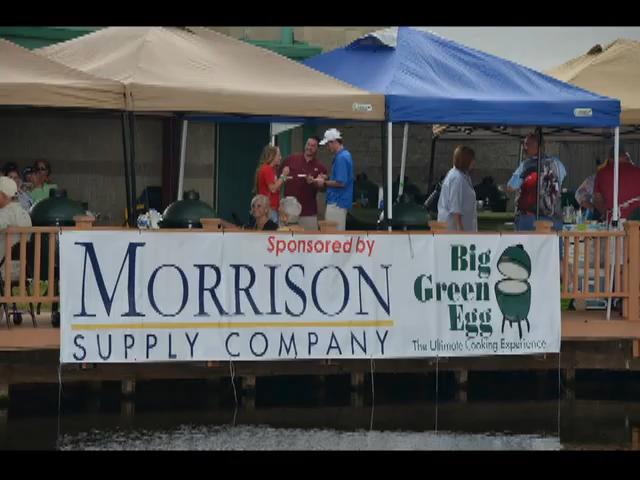 Sponsored by
MORRISON
SUPPLY COMPANY
Big
Green
Egg
The Ultimate Cooking Experience